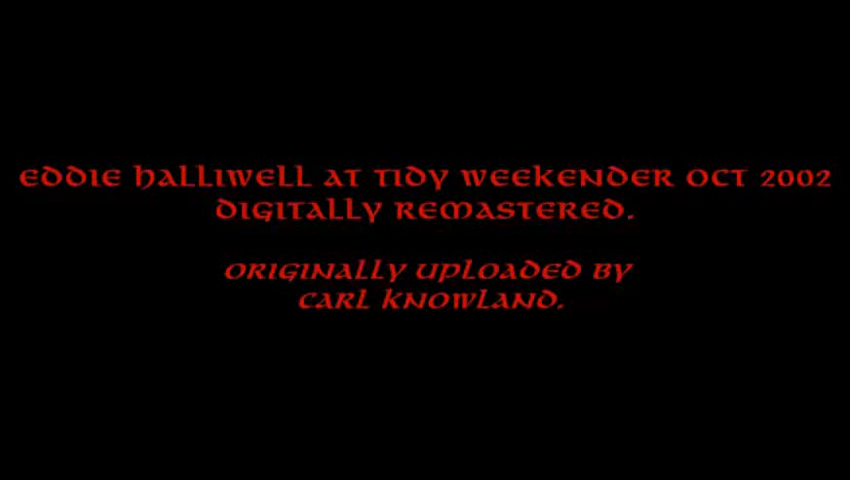 EDDIE HALLIWELL AT TIDY WEEKENDER OCT 2002
DIGITALLY REMASTERED.
ORIGINALLY UPLOADED BY
CARL KNOWLAND.